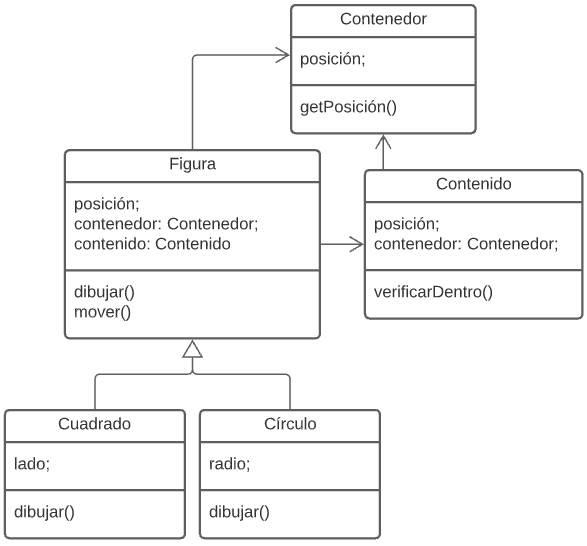 Contenedor
posición;
getPosición()
Figura
posición;
contenedor: Contenedor;
contenido: Contenido
dibujar()
mover()
Contenido
posición;
contenedor: Contenedor;
verificarDentro()
Cuadrado
lado;
dibujar()
Círculo
radio;
dibujar()